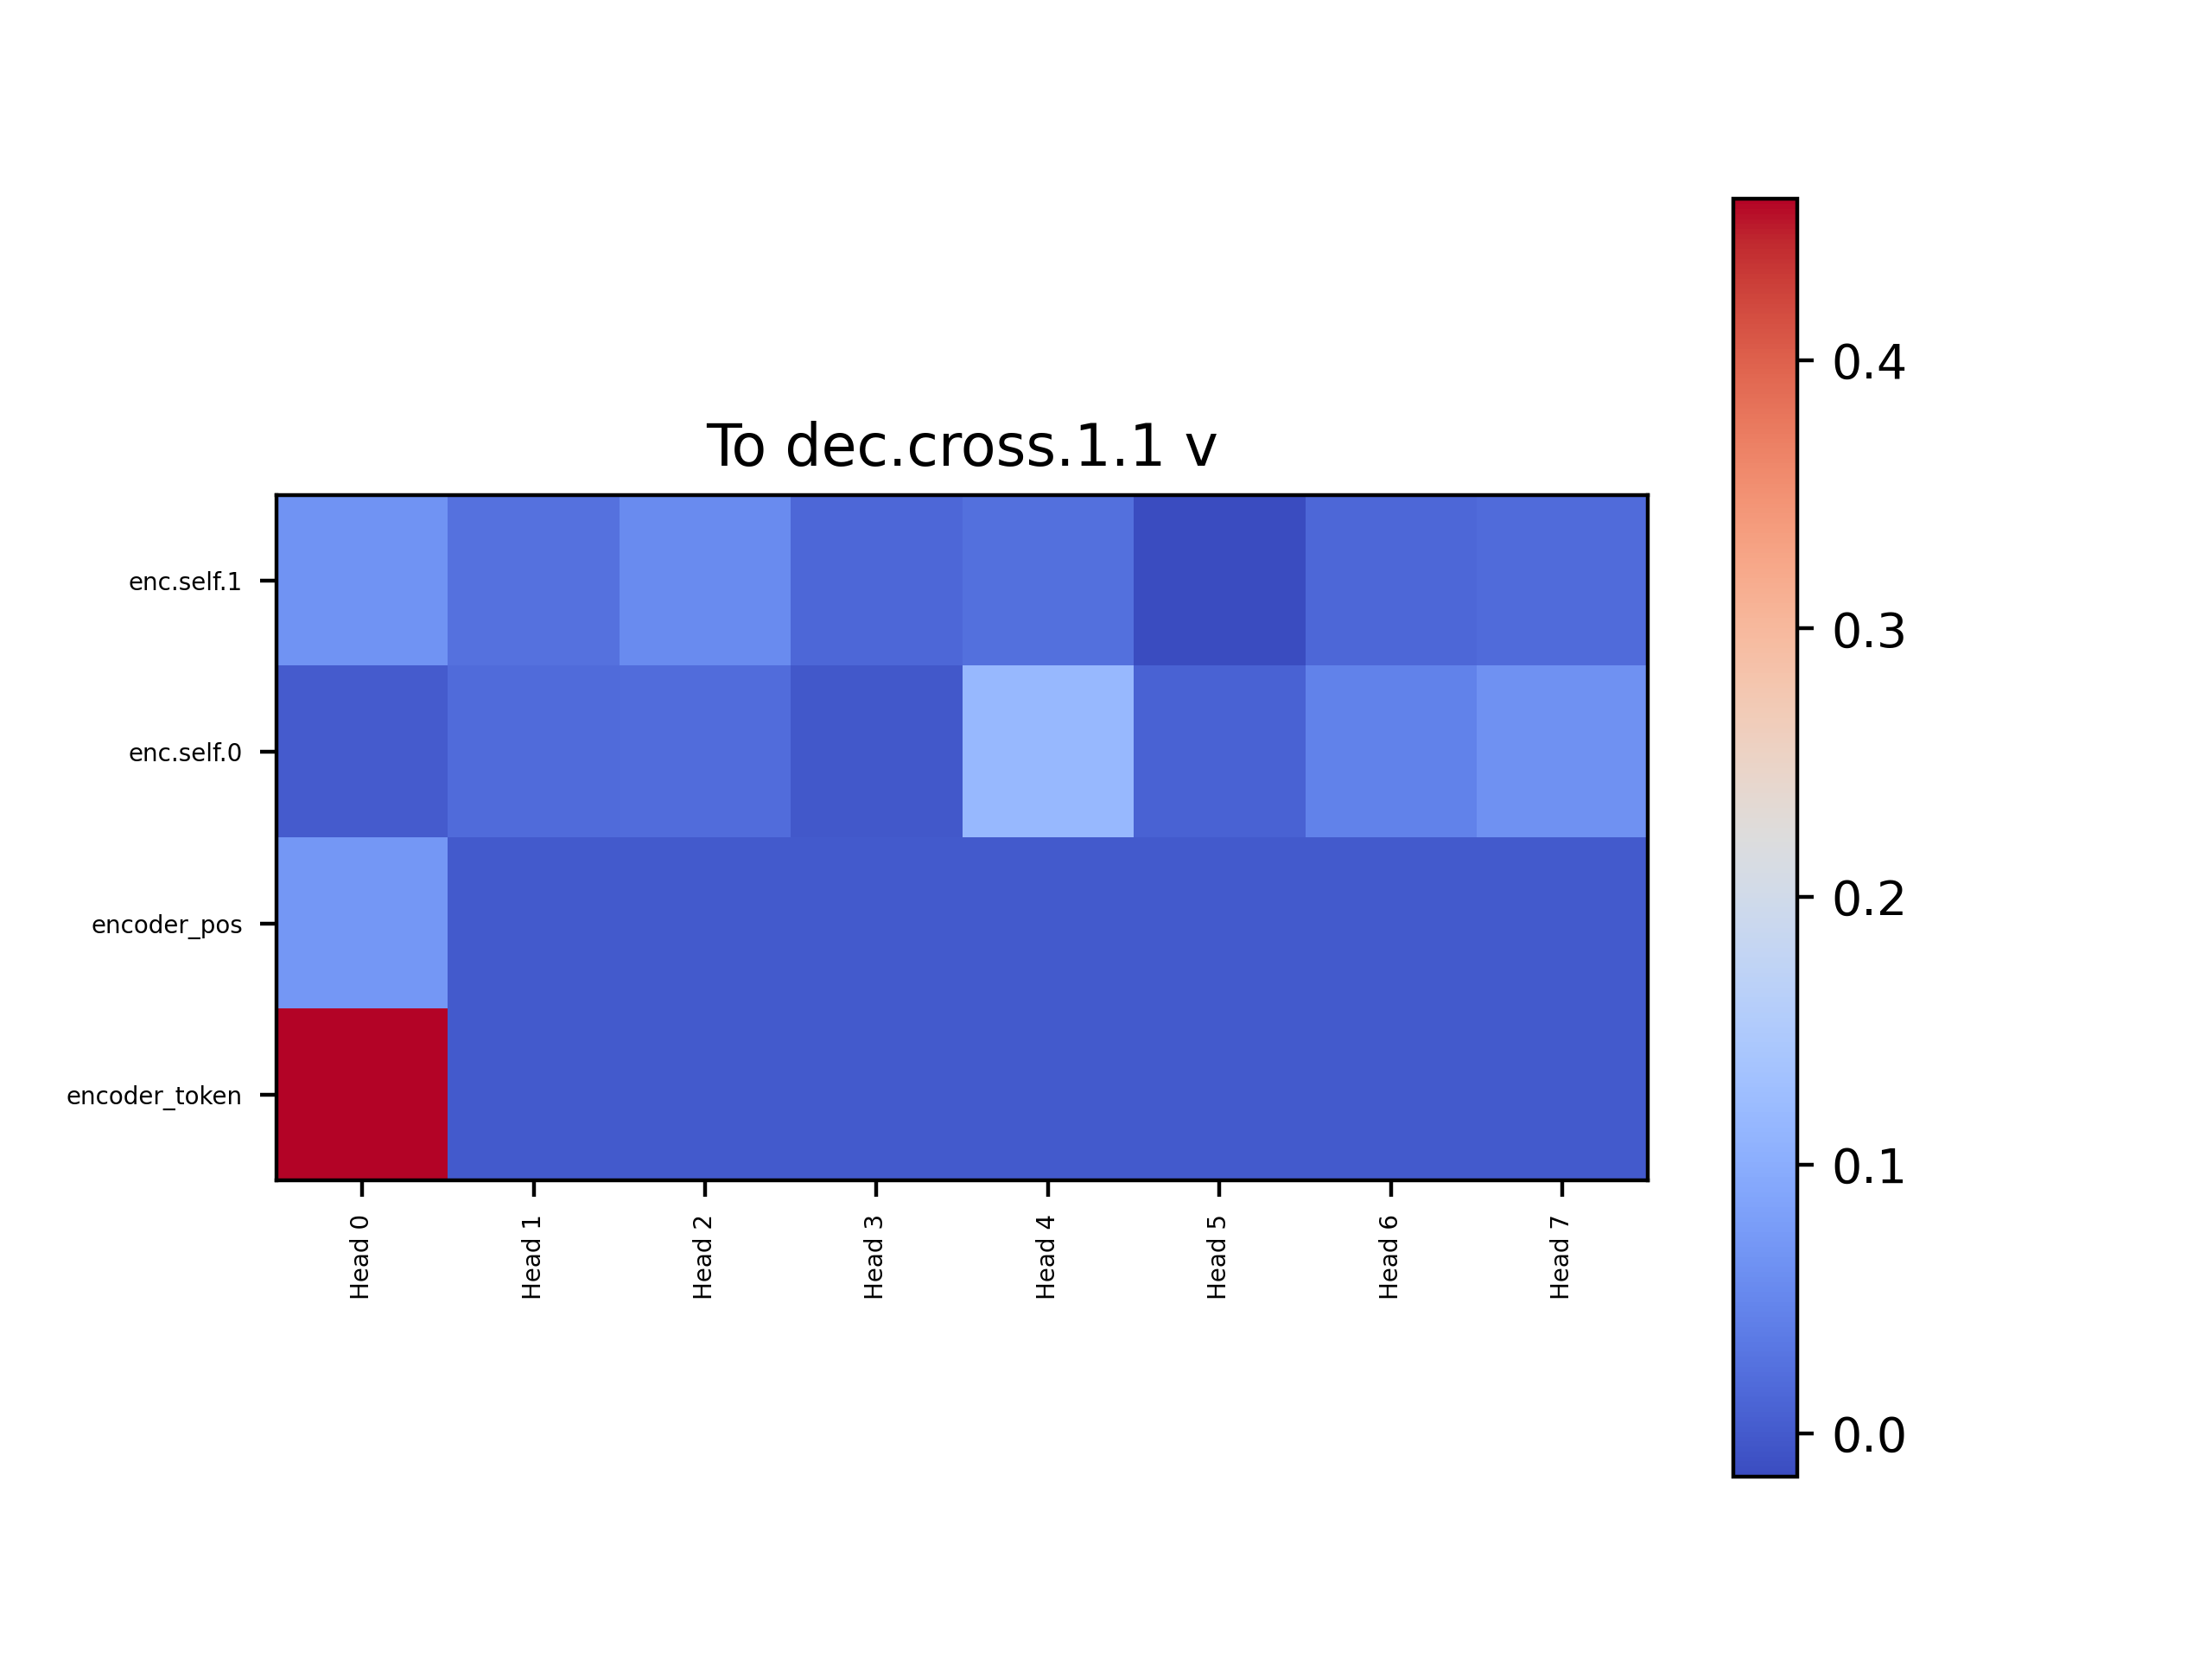 To dec.cross.1.1 v
enc.self.1
enc.self.0
encoder_pos
encoder_token
Head 0
Head 1
Head 2
Head 3
Head 4
Head 5
Head 6
Head 7
0.4
0.3
0.2
0.1
0.0